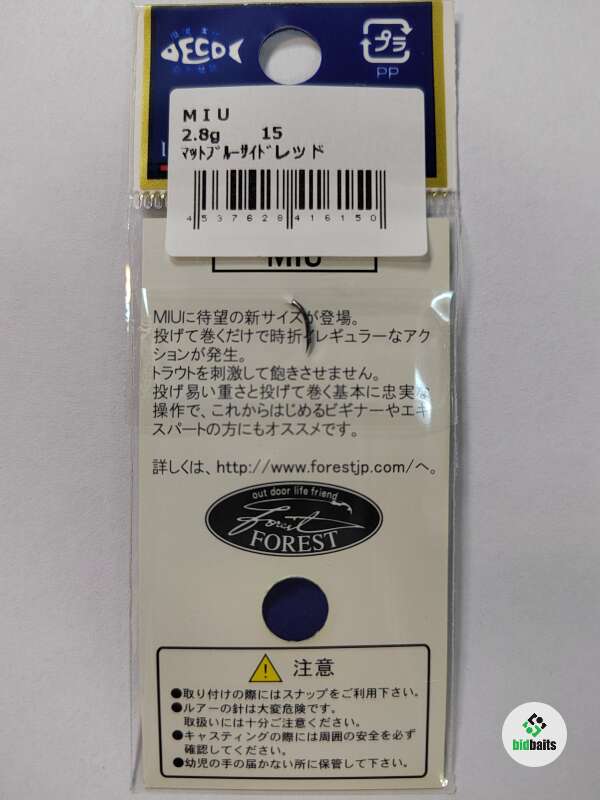 ECO
プラ
PP
MIU
2.8g 15
ﾏｯﾄﾌﾞﾙｰｻｲﾄﾞレッド
4 537628 416150
MIU
MIUに待望の新サイズが登場。
投げて巻くだけで時折イレギュラーなアク
ションが発生。
トラウトを刺激して飽きさせません。
投げ易い重さと投げて巻く基本に忠実な
操作で、これからはじめるビギナーやエキ
スパートの方にもオススメです。
詳しくは、http://www.forestjp.com/へ。
out door life friend
Forest
FOREST
注意
●取り付けの際にはスナップをご利用下さい。
●ルアーの針は大変危険です。
取扱いには十分ご注意ください。
●キャスティングの際には周囲の安全を必ず
確認してください。
●幼児の手の届かない所に保管して下さい。
bidbaits